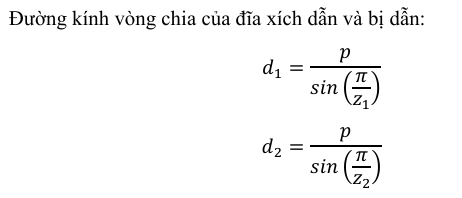 Đường kính vòng chia của đĩa xích dẫn và bị dẫn:
d₁ = p / sin(π/z₁)
d₂ = p / sin(π/z₂)